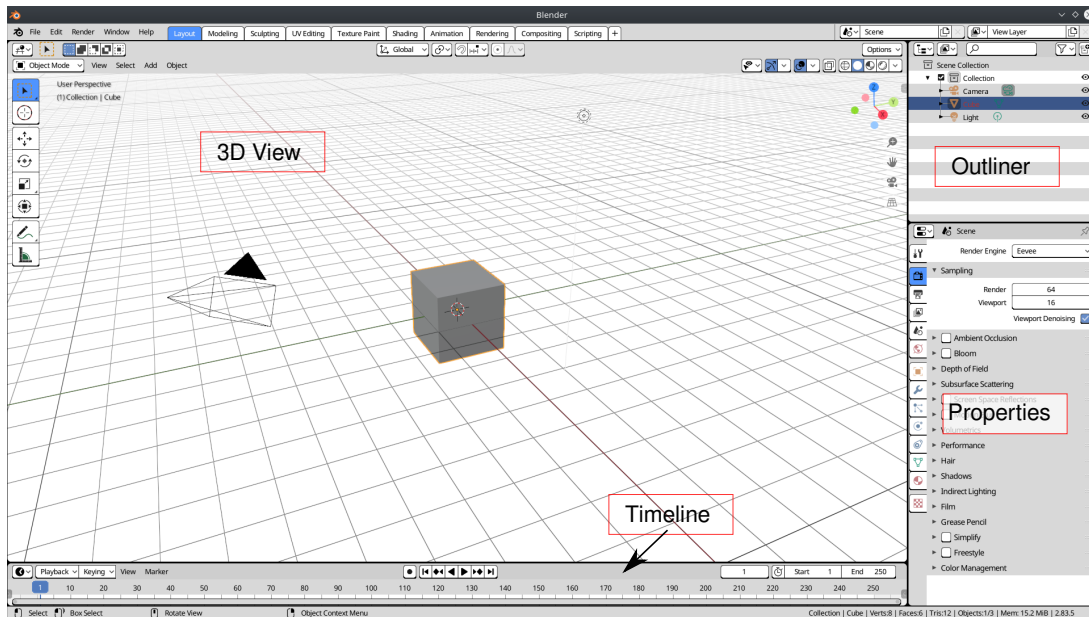 Blender
File Edit Render Window Help Layout Modeling Sculpting UV Editing Texture Paint Shading Animation Rendering Compositing Scripting + Scene View Layer
Global Options
Object Mode View Select Add Object
User Perspective
(1) Collection | Cube
X
Y
Z
3D View
Scene Collection
Collection
Camera
Light
Outliner
Scene
Render Engine Eevee
Sampling
Render 64
Viewport 16
Viewport Denoising
Ambient Occlusion
Bloom
Depth of Field
Subsurface Scattering
Screen Space Reflections
Properties
Volumetrics
Performance
Hair
Shadows
Indirect Lighting
Film
Grease Pencil
Simplify
Freestyle
Color Management
Timeline
Playback Keying View Marker 1 Start 1 End 250
1 10 20 30 40 50 60 70 80 90 100 110 120 130 140 150 160 170 180 190 200 210 220 230 240 250
Select Box Select Rotate View Object Context Menu Collection | Cube | Verts:8 | Faces:6 | Tris:12 | Objects:1/3 | Mem: 15.2 MiB | 2.83.5